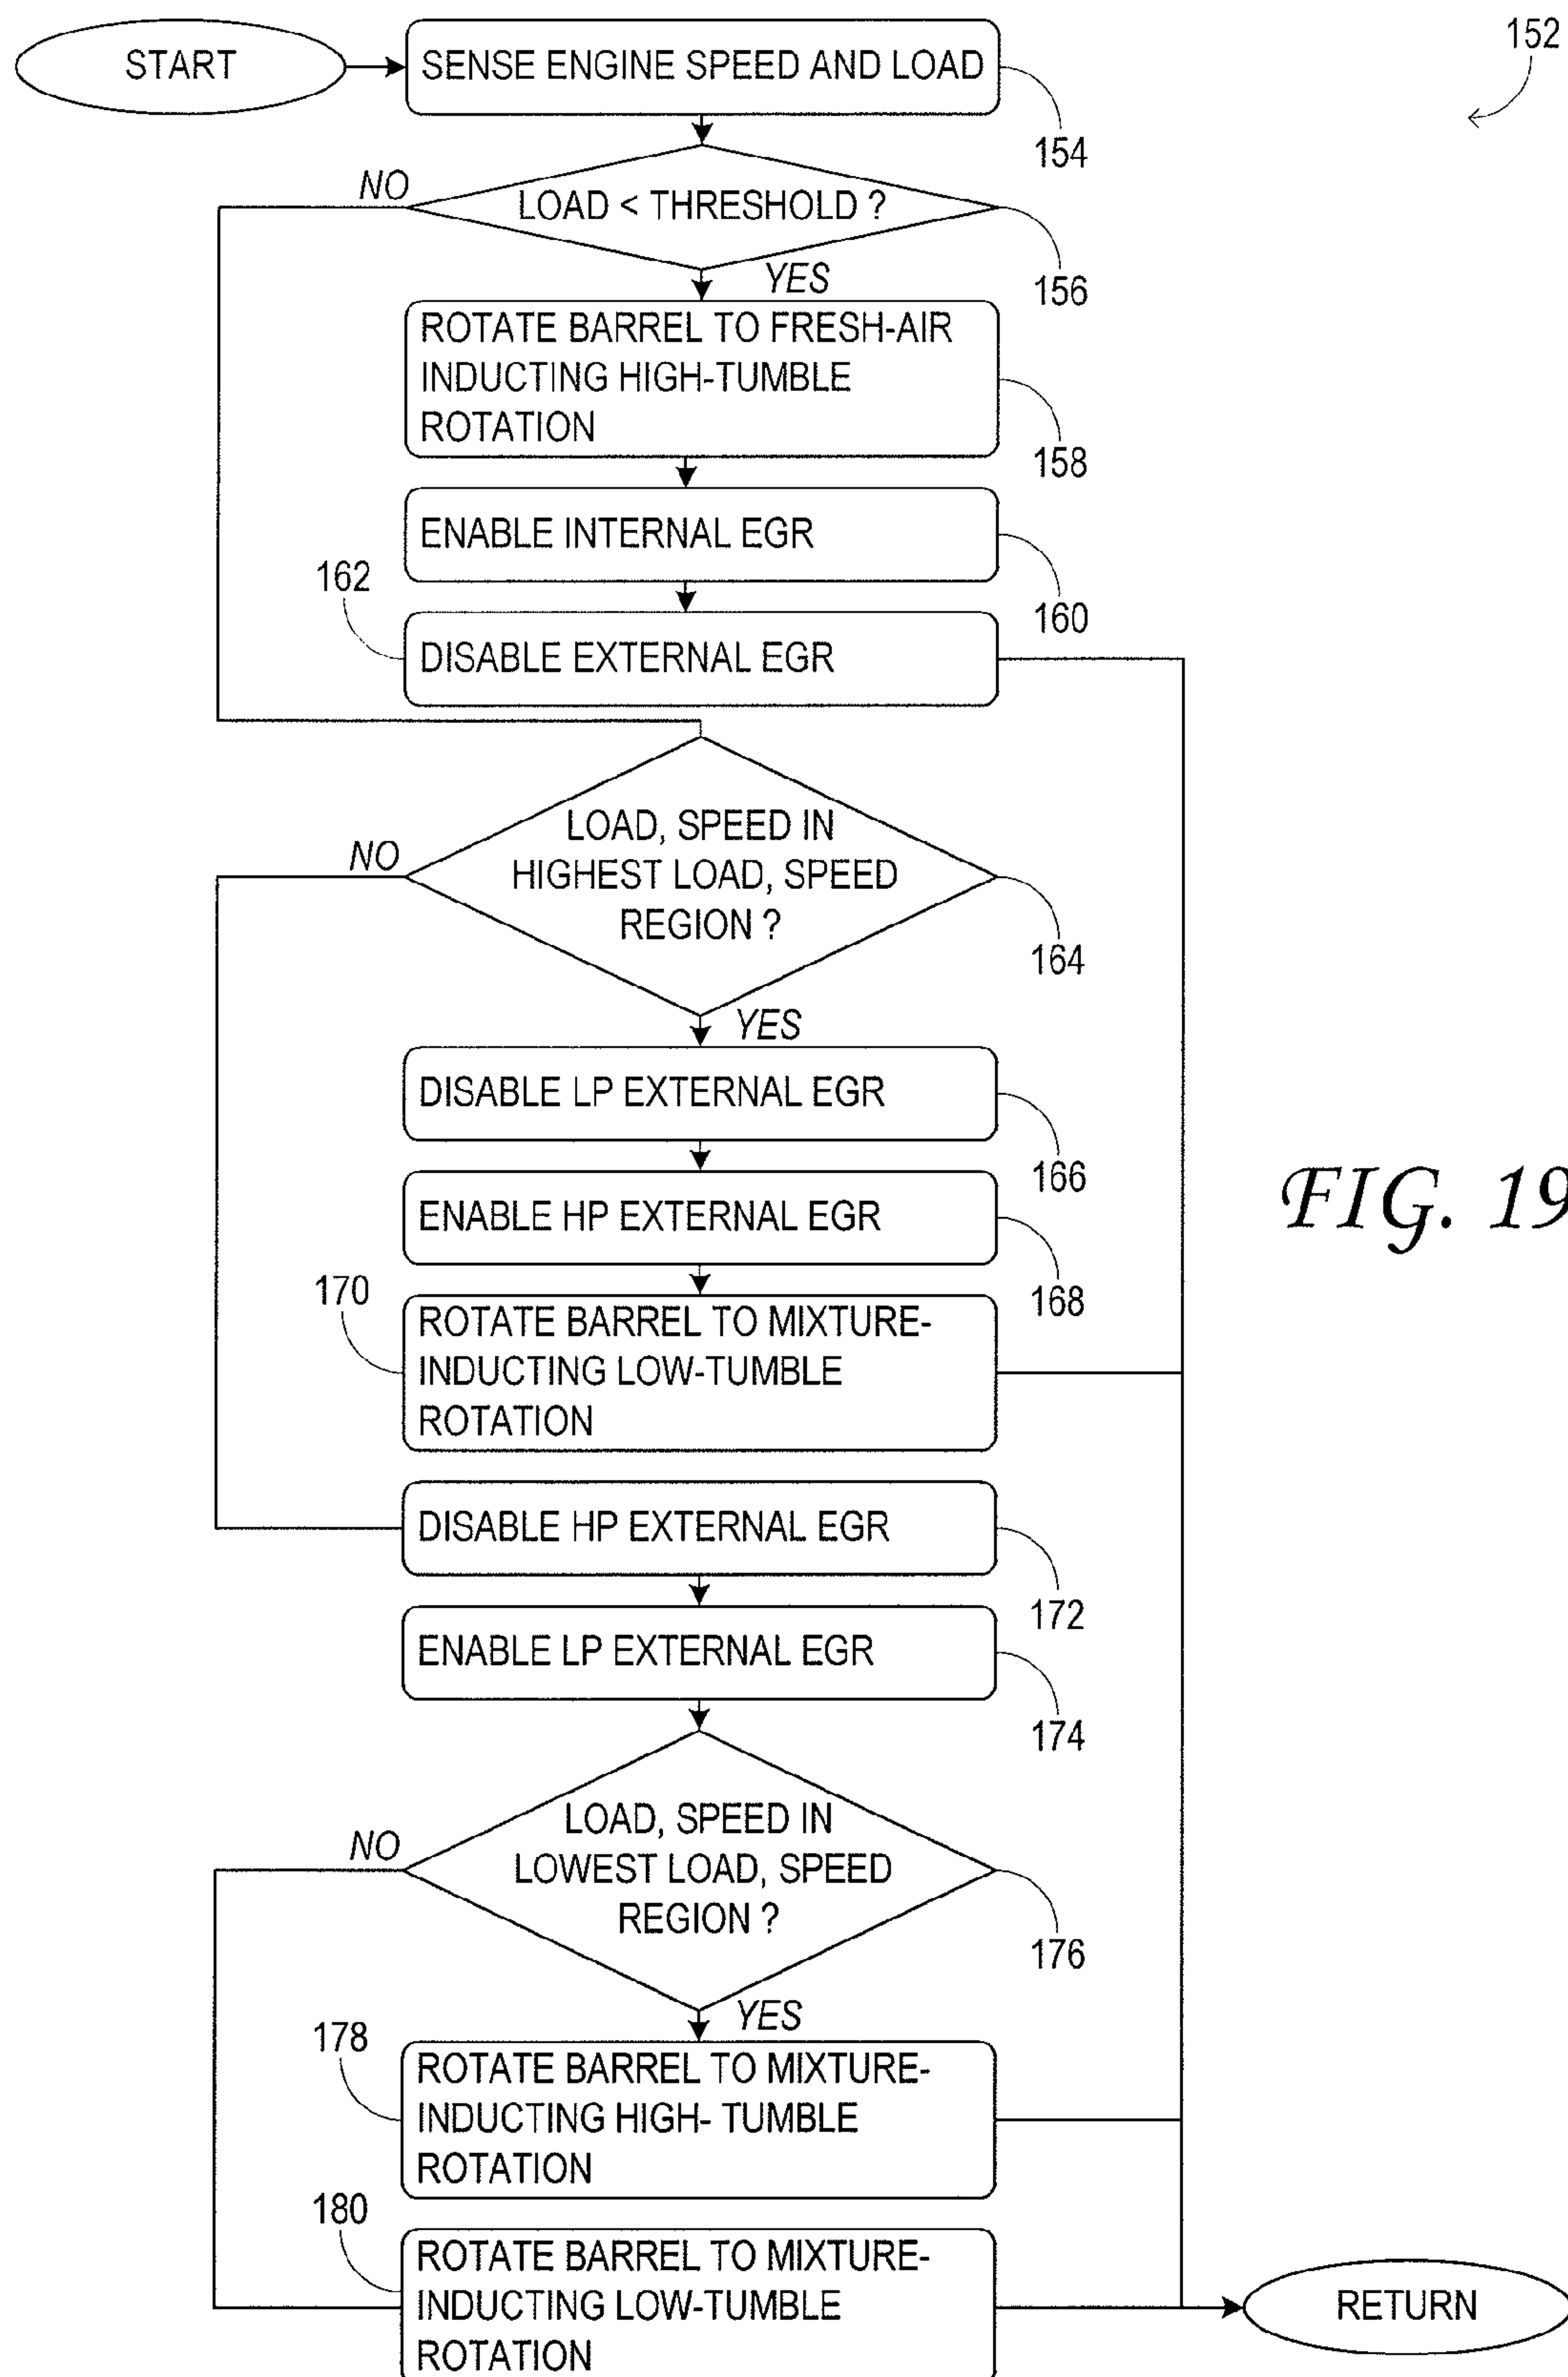 START
SENSE ENGINE SPEED AND LOAD
152
154
NO
LOAD < THRESHOLD ?
YES
156
ROTATE BARREL TO FRESH-AIR
INDUCTING HIGH-TUMBLE
ROTATION
158
ENABLE INTERNAL EGR
162
160
DISABLE EXTERNAL EGR
NO
LOAD, SPEED IN
HIGHEST LOAD, SPEED
REGION ?
164
YES
DISABLE LP EXTERNAL EGR
166
ENABLE HP EXTERNAL EGR
FIG. 19
170
168
ROTATE BARREL TO MIXTURE-
INDUCTING LOW-TUMBLE
ROTATION
DISABLE HP EXTERNAL EGR
172
ENABLE LP EXTERNAL EGR
174
NO
LOAD, SPEED IN
LOWEST LOAD, SPEED
REGION ?
176
YES
178
ROTATE BARREL TO MIXTURE-
INDUCTING HIGH- TUMBLE
ROTATION
180
ROTATE BARREL TO MIXTURE-
INDUCTING LOW-TUMBLE
ROTATION
RETURN